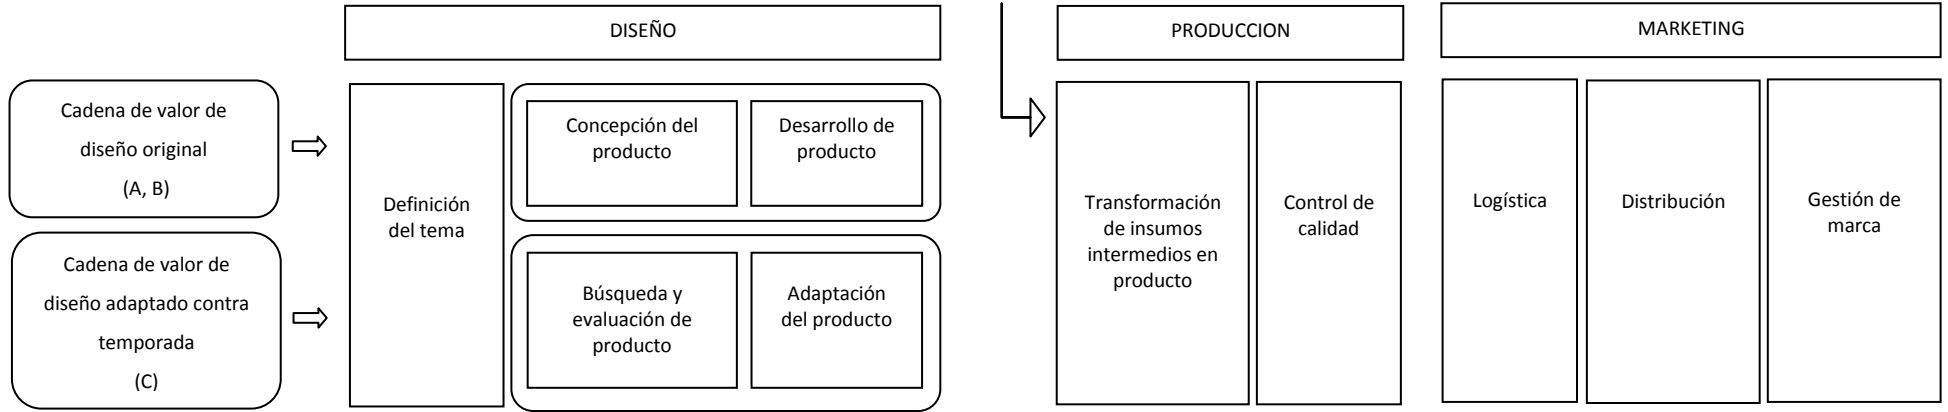 DISEÑO
PRODUCCION
MARKETING
Cadena de valor de
diseño original
(A, B)
Cadena de valor de
diseño adaptado contra
temporada
(C)
Definición
del tema
Concepción del
producto
Desarrollo de
producto
Búsqueda y
evaluación de
producto
Adaptación
del producto
Transformación
de insumos
intermedios en
producto
Control de
calidad
Logística
Distribución
Gestión de
marca